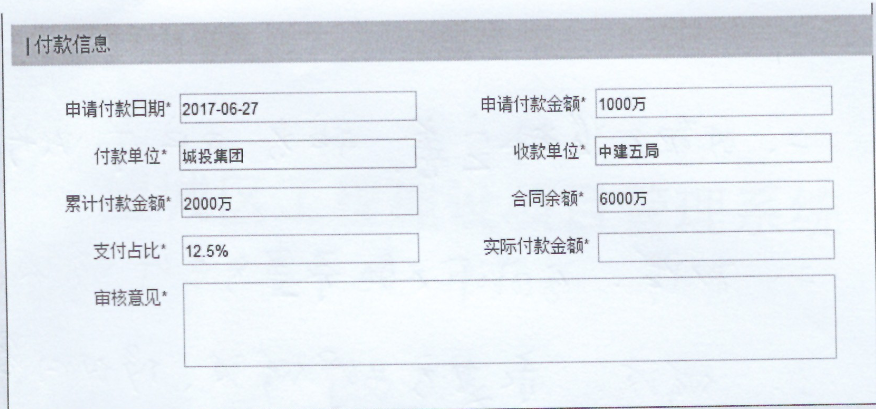 |付款信息
申请付款日期* 2017-06-27 申请付款金额* 1000万
付款单位* 城投集团 收款单位* 中建五局
累计付款金额* 2000万 合同余额* 6000万
支付占比* 12.5% 实际付款金额*
审核意见*